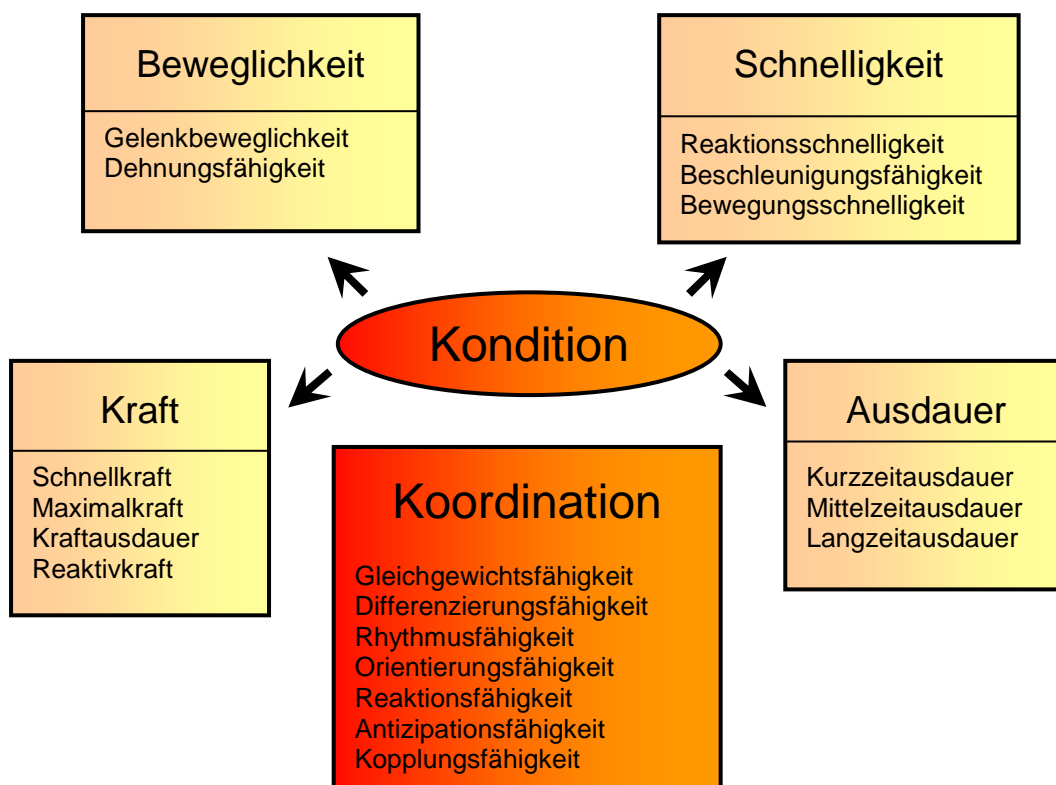 Beweglichkeit
Gelenkbeweglichkeit
Dehnungsfähigkeit
Schnelligkeit
Reaktionsschnelligkeit
Beschleunigungsfähigkeit
Bewegungsschnelligkeit
Kondition
Kraft
Schnellkraft
Maximalkraft
Kraftausdauer
Reaktivkraft
Koordination
Gleichgewichtsfähigkeit
Differenzierungsfähigkeit
Rhythmusfähigkeit
Orientierungsfähigkeit
Reaktionsfähigkeit
Antizipationsfähigkeit
Kopplungsfähigkeit
Ausdauer
Kurzzeitausdauer
Mittelzeitausdauer
Langzeitausdauer